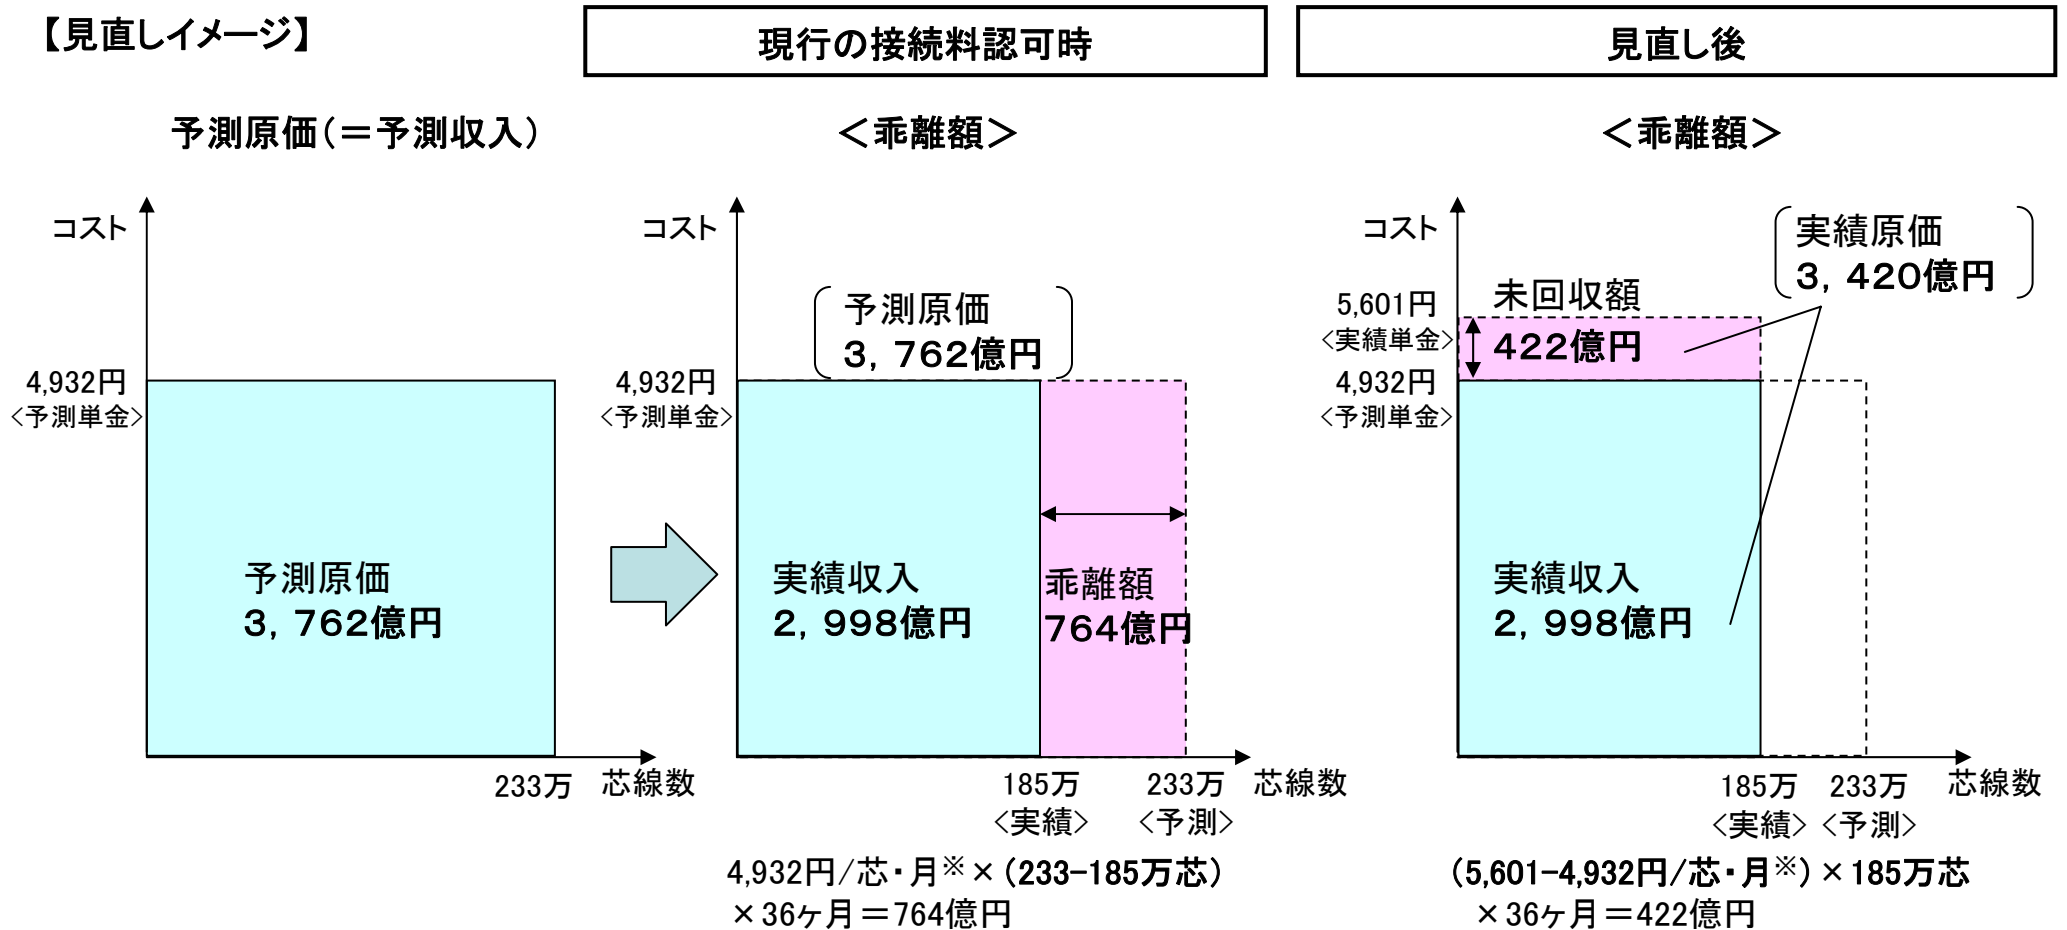 【見直しイメージ】
現行の接続料認可時
見直し後
予測原価(＝予測収入)
＜乖離額＞
＜乖離額＞
コスト
4,932円
<予測単金>
予測原価
3,762億円
233万
芯線数
コスト
予測原価
3,762億円
4,932円
<予測単金>
実績収入
2,998億円
乖離額
764億円
185万
<実績>
233万
<予測>
芯線数
4,932円/芯・月※×(233-185万芯)
×36ヶ月＝764億円
コスト
実績原価
3,420億円
5,601円
<実績単金>
未回収額
422億円
4,932円
<予測単金>
実績収入
2,998億円
185万
<実績>
233万
<予測>
芯線数
(5,601-4,932円/芯・月※)×185万芯
×36ヶ月＝422億円